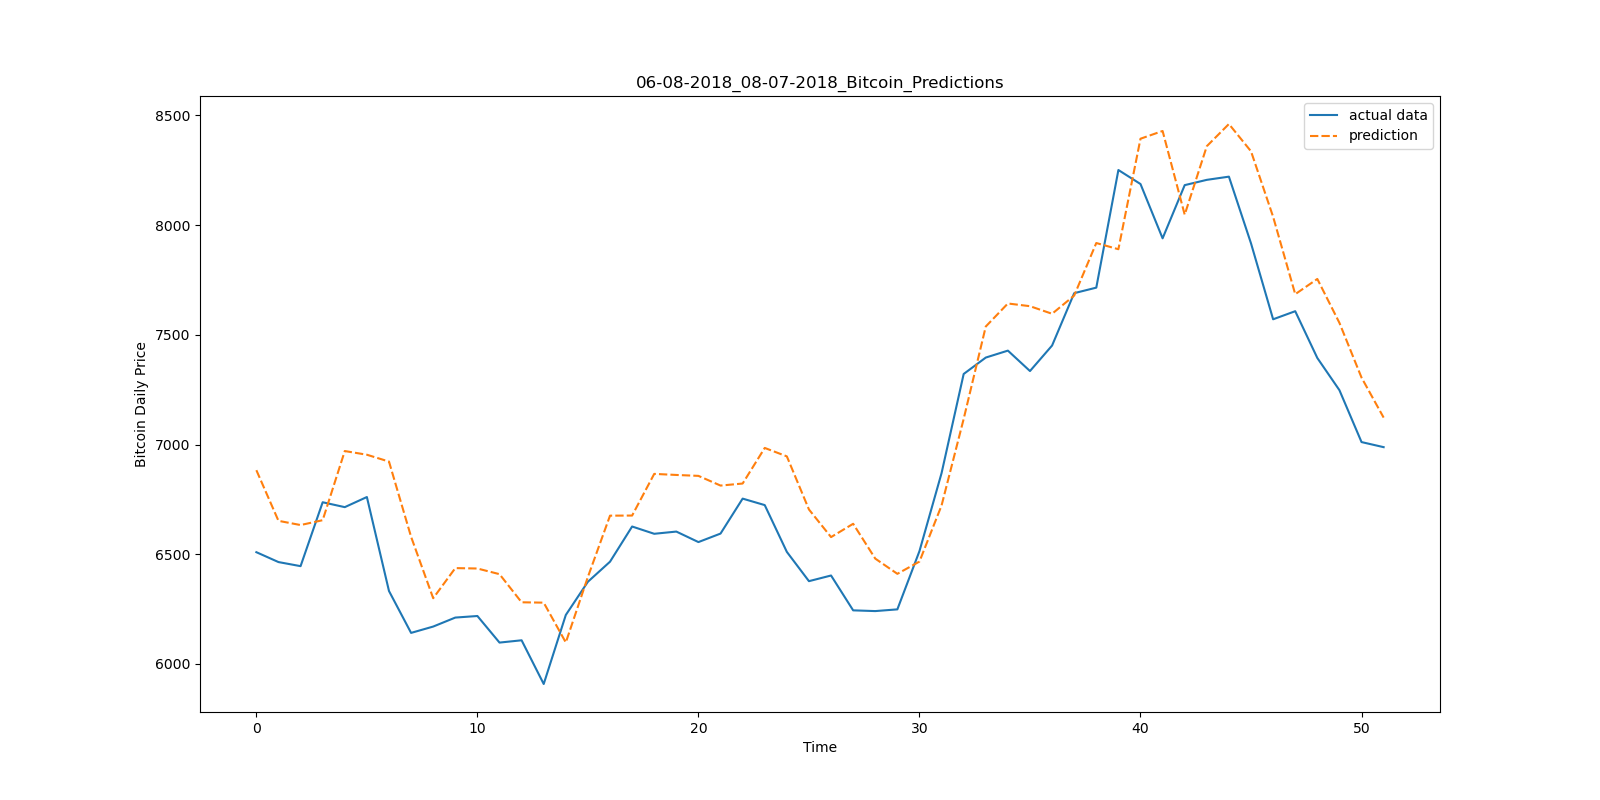 06-08-2018_08-07-2018_Bitcoin_Predictions
actual data
prediction
8500
8000
7500
7000
6500
6000
Bitcoin Daily Price
0 10 20 30 40 50
Time